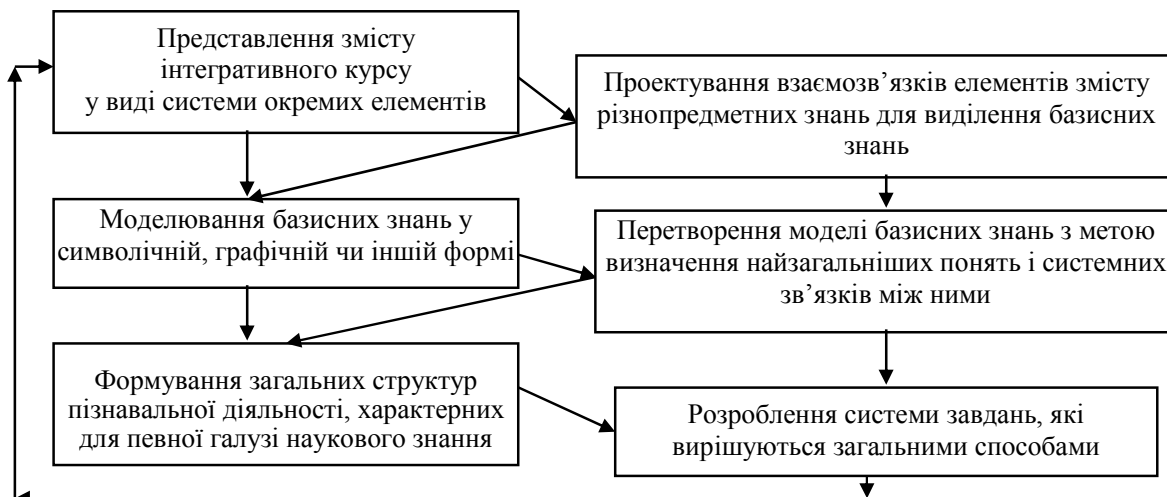 Представлення змісту
інтегративного курсу
у виді системи окремих елементів
Проектування взаємозв’язків елементів змісту
різнопредметних знань для виділення базисних
знань
Моделювання базисних знань у
символічній, графічній чи іншій формі
Перетворення моделі базисних знань з метою
визначення найзагальніших понять і системних
зв’язків між ними
Формування загальних структур
пізнавальної діяльності, характерних
для певної галузі наукового знання
Розроблення системи завдань, які
вирішуються загальними способами